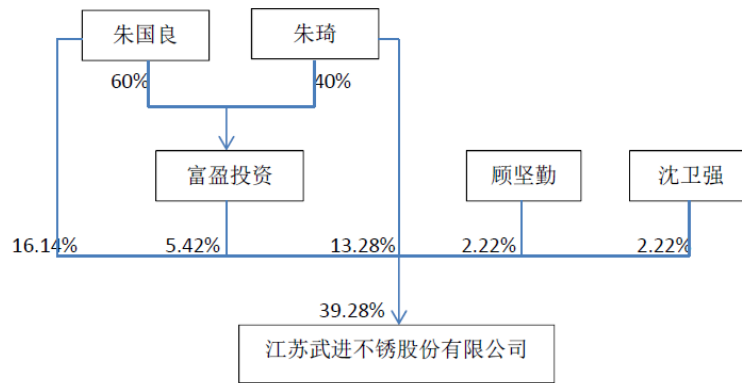 朱国良
朱琦
60%
40%
富盈投资
顾坚勤
沈卫强
16.14%
5.42%
13.28%
2.22%
2.22%
39.28%
江苏武进不锈股份有限公司